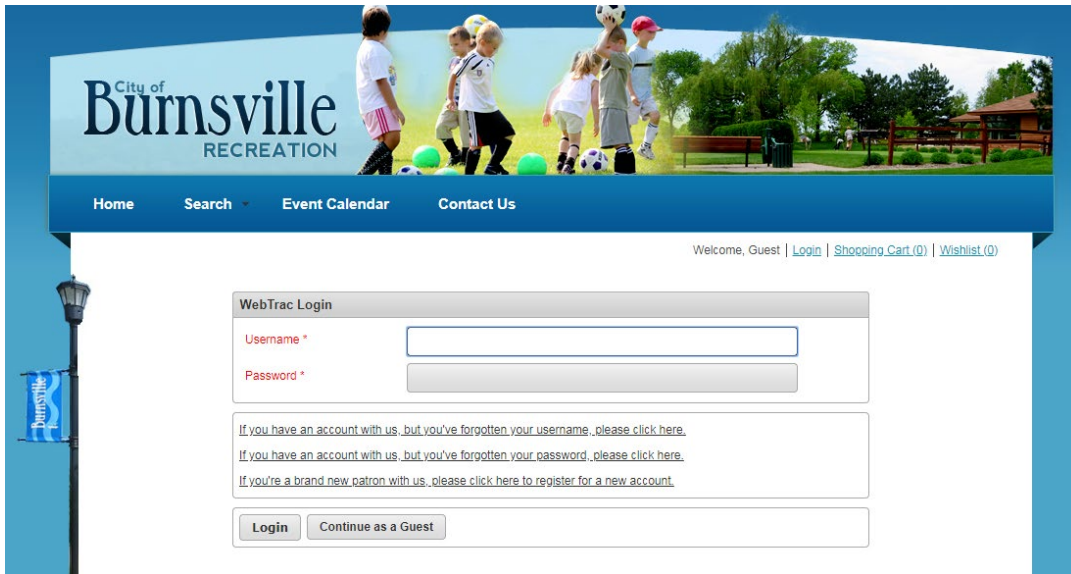 City of
Burnsville
RECREATION
Home Search Event Calendar Contact Us
Welcome, Guest | Login | Shopping Cart (0) | Wishlist (0)
WebTrac Login
Username *
Password *
Burnsville
If you have an account with us, but you've forgotten your username, please click here.
If you have an account with us, but you've forgotten your password, please click here.
If you're a brand new patron with us, please click here to register for a new account.
Login Continue as a Guest